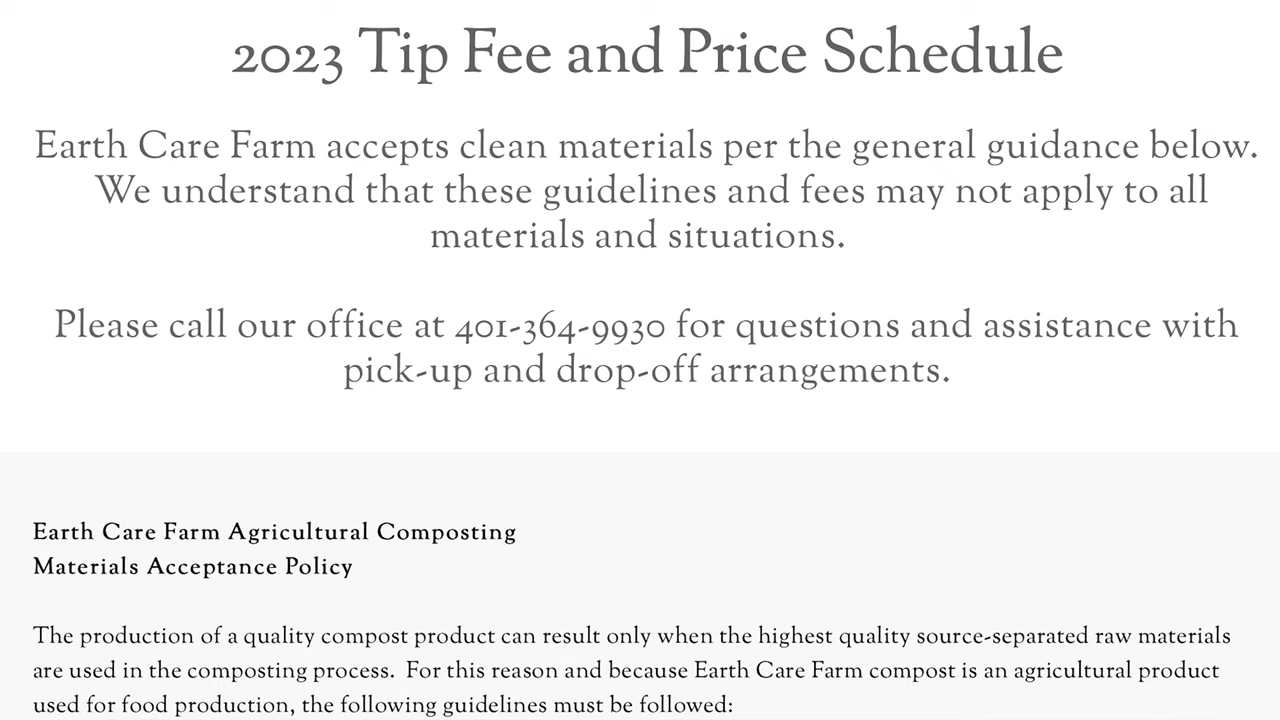 2023 Tip Fee and Price Schedule
Earth Care Farm accepts clean materials per the general guidance below.
We understand that these guidelines and fees may not apply to all
materials and situations.
Please call our office at 401-364-9930 for questions and assistance with
pick-up and drop-off arrangements.
Earth Care Farm Agricultural Composting
Materials Acceptance Policy
The production of a quality compost product can result only when the highest quality source-separated raw materials
are used in the composting process.  For this reason and because Earth Care Farm compost is an agricultural product
used for food production, the following guidelines must be followed: